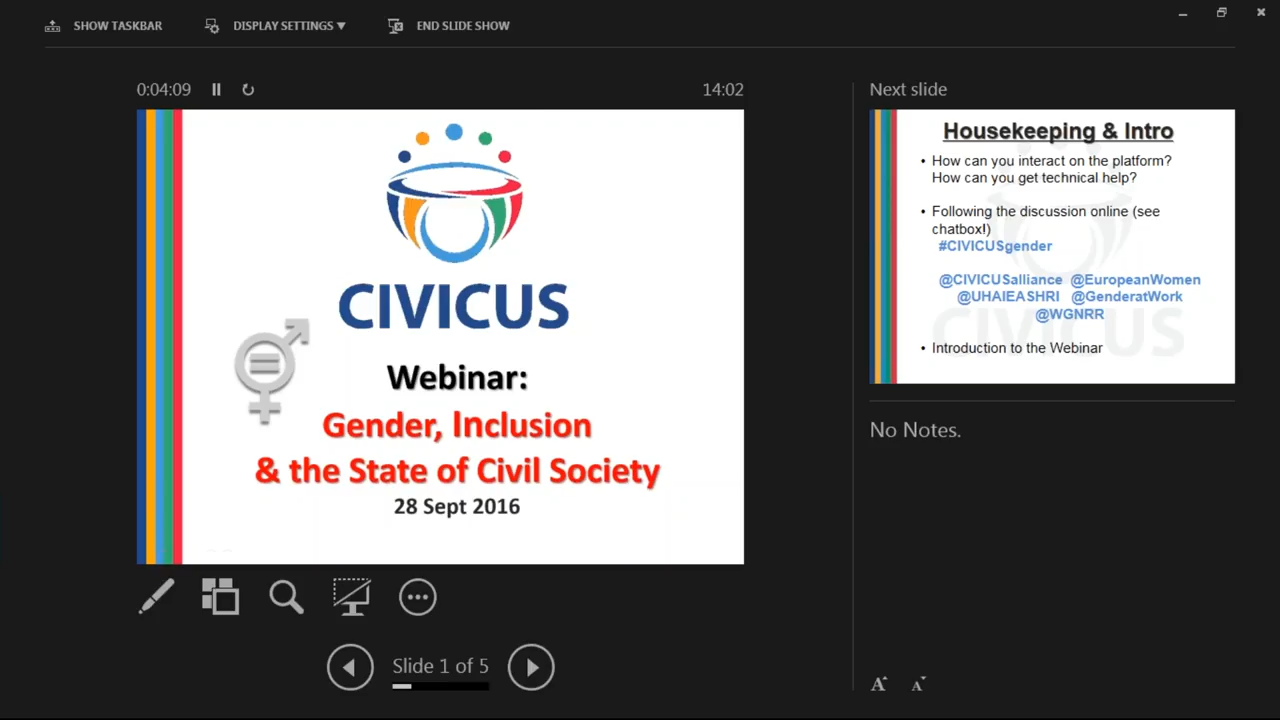 SHOW TASKBAR
DISPLAY SETTINGS ▼
END SLIDE SHOW
0:04:09
14:02
CIVICUS
Webinar:
Gender, Inclusion
& the State of Civil Society
28 Sept 2016
Slide 1 of 5
Next slide
Housekeeping & Intro
• How can you interact on the platform?
How can you get technical help?
• Following the discussion online (see
chatbox!)
#CIVICUSgender
@CIVICUSalliance @EuropeanWomen
@UHAIEASHRI @GenderatWork
@WGNRR
• Introduction to the Webinar
CIVICUS
No Notes.
A A